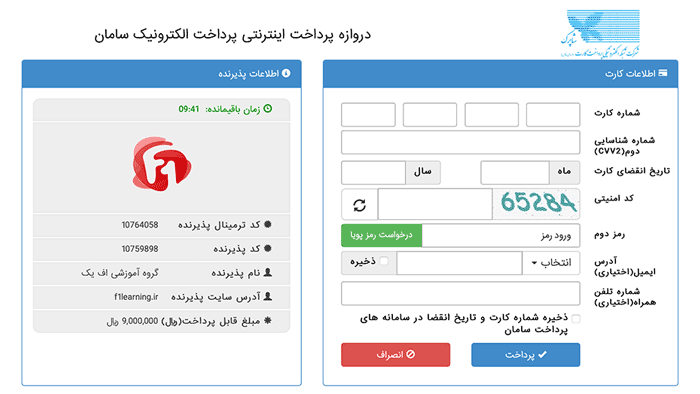 دروازه پرداخت اینترنتی پرداخت الکترونیک سامان
شاپرک
شرکت شبکه الکترونیکی پرداخت کارت
اطلاعات کارت
شماره کارت
شماره شناسایی
دوم(CVV2)
تاریخ انقضای کارت
ماه
سال
کد امنیتی
65284
رمز دوم
ورود رمز
درخواست رمز پویا
آدرس
ایمیل(اختیاری)
انتخاب
ذخیره
شماره تلفن
همراه(اختیاری)
ذخیره شماره کارت و تاریخ انقضا در سامانه های
پرداخت سامان
پرداخت
انصراف
اطلاعات پذیرنده
زمان باقیمانده: 09:41
F1
کد ترمینال پذیرنده 10764058
کد پذیرنده 10759898
نام پذیرنده گروه آموزشی اف یک
آدرس سایت پذیرنده f1learning.ir
مبلغ قابل پرداخت(ریال) 9,000,000 ریال